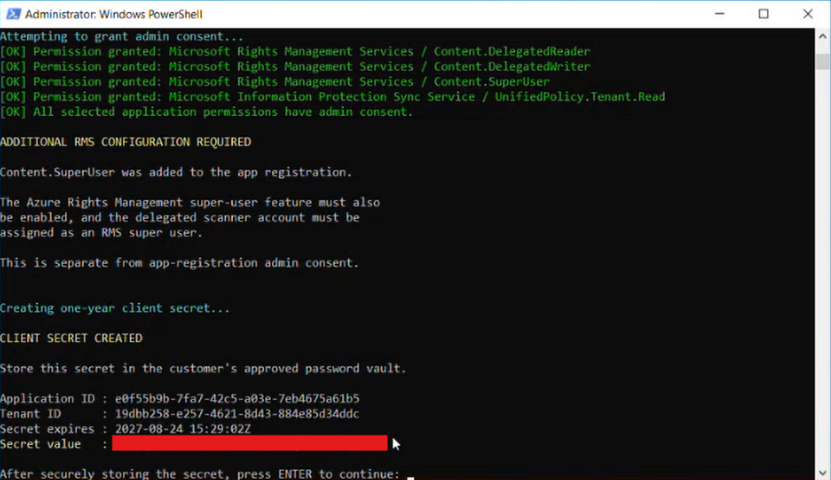 Administrator: Windows PowerShell
Attempting to grant admin consent...
[OK] Permission granted: Microsoft Rights Management Services / Content.DelegatedReader
[OK] Permission granted: Microsoft Rights Management Services / Content.DelegatedWriter
[OK] Permission granted: Microsoft Rights Management Services / Content.SuperUser
[OK] Permission granted: Microsoft Information Protection Sync Service / UnifiedPolicy.Tenant.Read
[OK] All selected application permissions have admin consent.
ADDITIONAL RMS CONFIGURATION REQUIRED
Content.SuperUser was added to the app registration.
The Azure Rights Management super-user feature must also
be enabled, and the delegated scanner account must be
assigned as an RMS super user.
This is separate from app-registration admin consent.
Creating one-year client secret...
CLIENT SECRET CREATED
Store this secret in the customer's approved password vault.
Application ID : e0f55b9b-7fa7-42c5-a03e-7eb4675a61b5
Tenant ID : 19dbb258-e257-4621-8d43-884e85d34ddc
Secret expires : 2027-08-24 15:29:02Z
Secret value :
After securely storing the secret, press ENTER to continue: